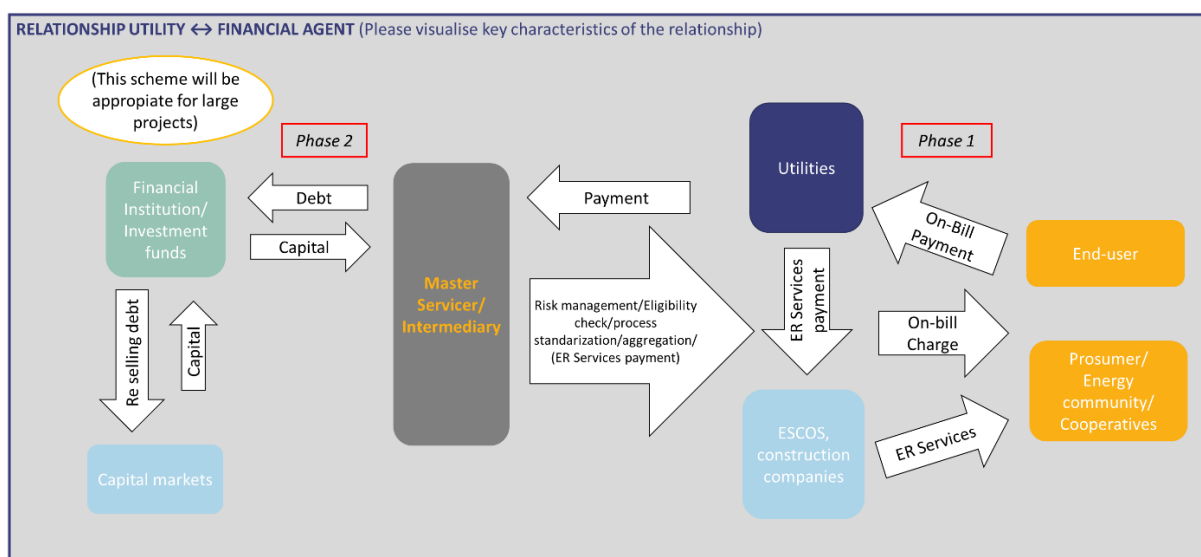 RELATIONSHIP UTILITY ↔ FINANCIAL AGENT (Please visualise key characteristics of the relationship)
(This scheme will be
appropiate for large
projects)
Phase 2
Phase 1
Financial
Institution/
Investment
funds
Debt
Capital
Re selling debt
Capital
Capital markets
Master
Servicer/
Intermediary
Payment
Risk management/Eligibility
check/process
standarization/aggregation/
(ER Services payment)
Utilities
ER Services
payment
ESCOS,
construction
companies
On-Bill
Payment
On-bill
Charge
ER Services
End-user
Prosumer/
Energy
community/
Cooperatives